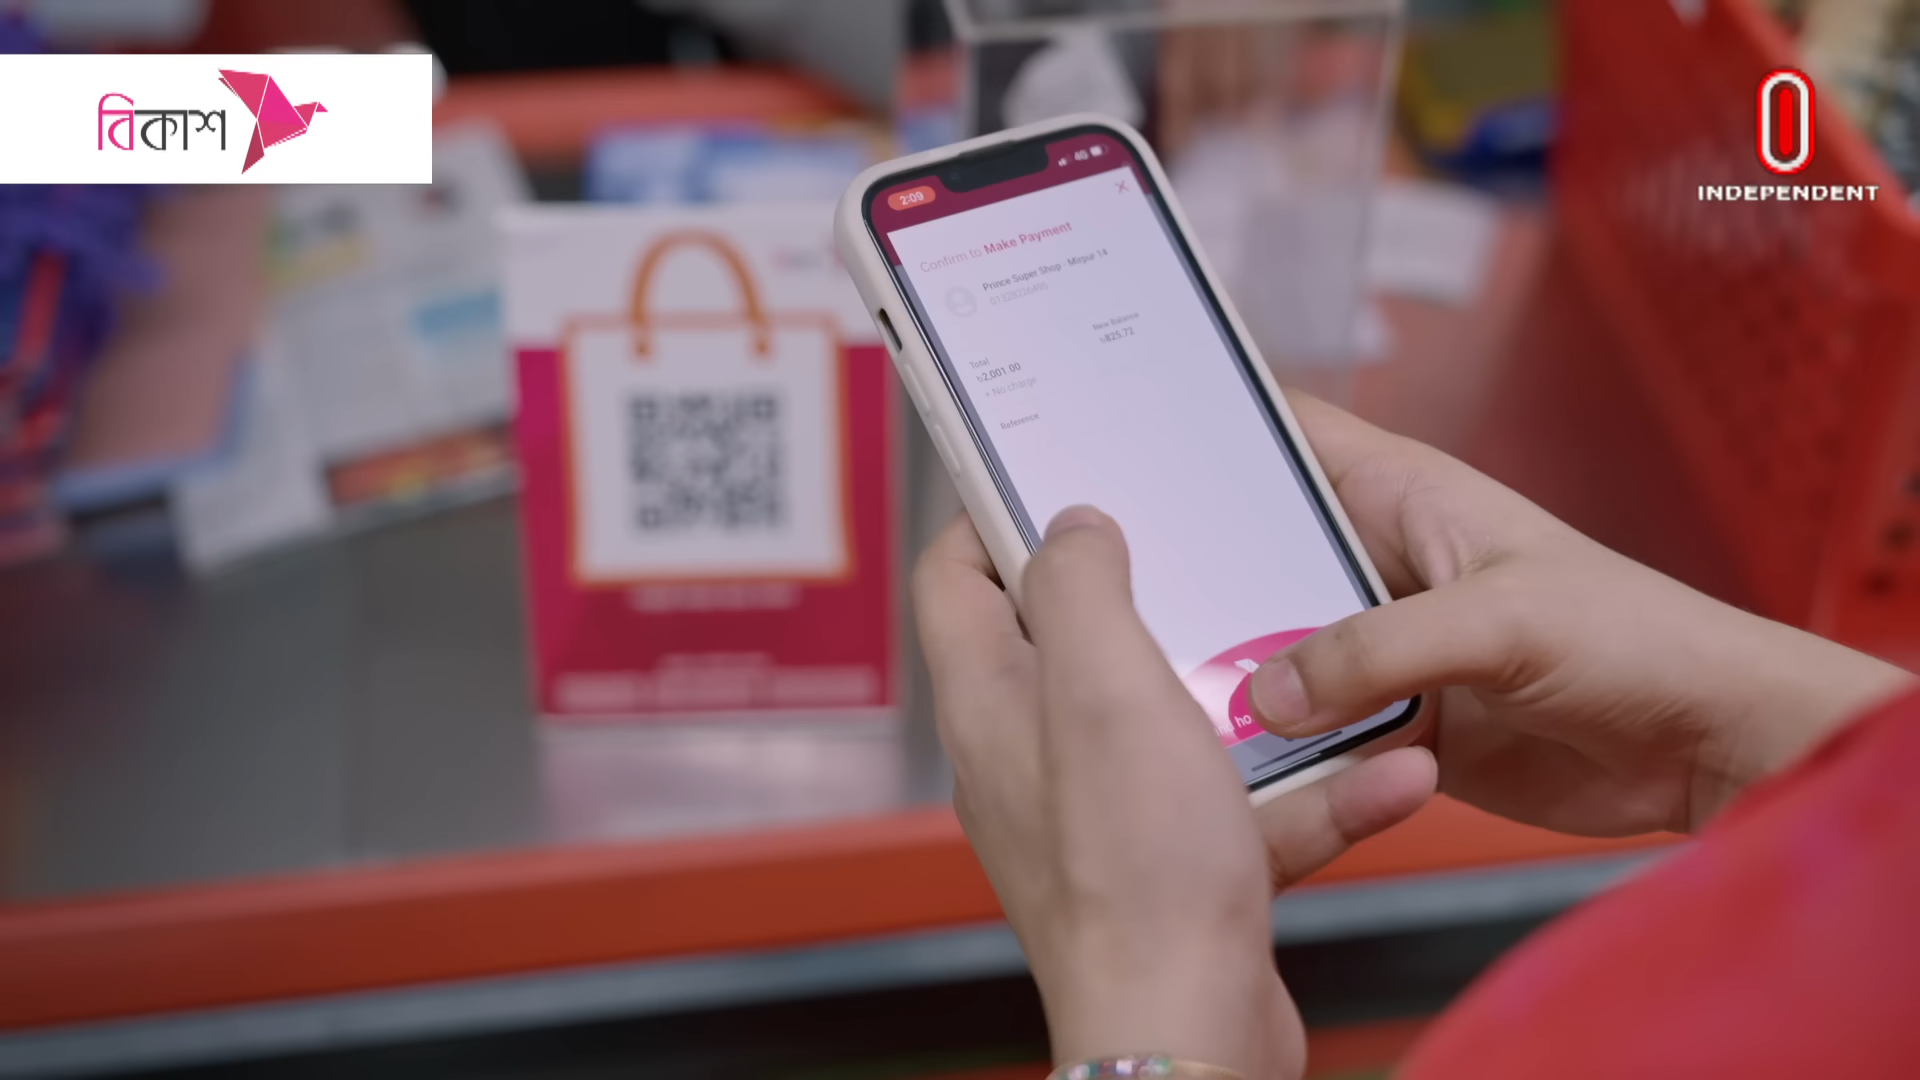 বিকাশ
INDEPENDENT
2:09
4G
Confirm to Make Payment
Prince Super Shop - Mirpur 14
Total
৳2,001.00
+ No charge
New Balance
৳825.72
Reference